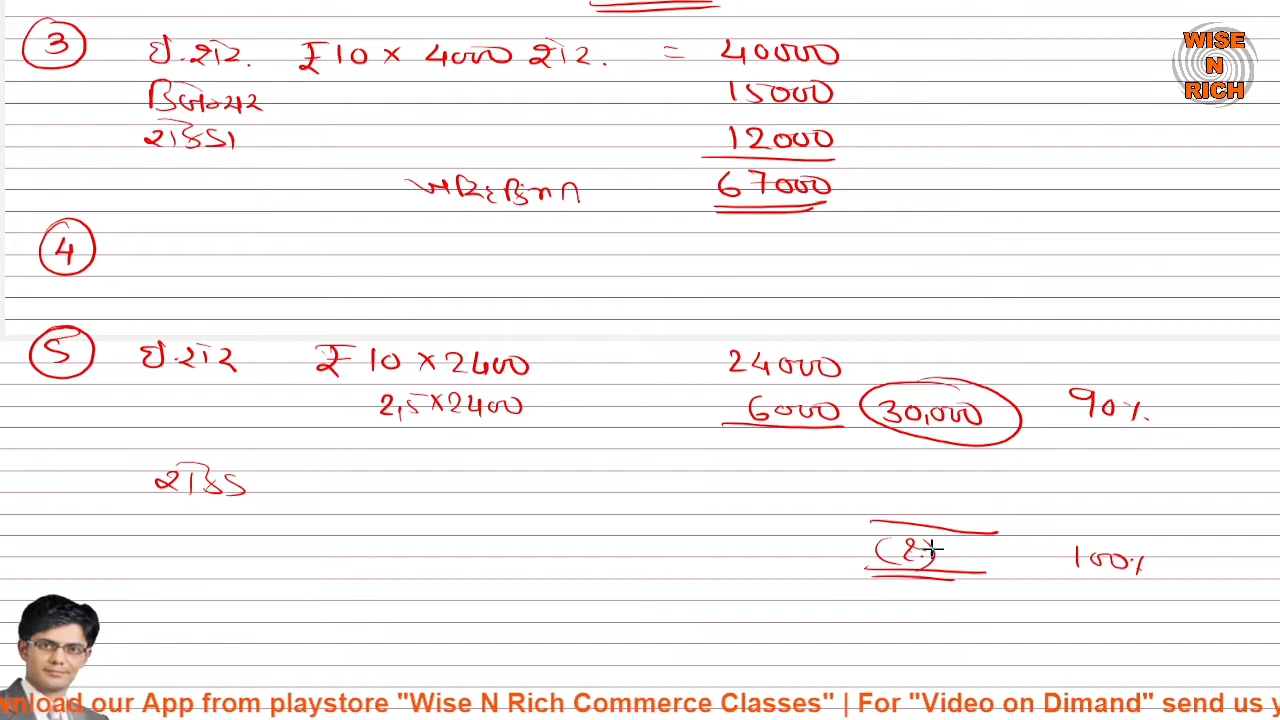 WISE
N
RICH
3 ઇ.શેર. ₹10 × 4000 શેર. = 40000
ડિબેન્ચર 15000
રોકડા 12000
ખરીદકિંમત 67000
4
5 ઇ.શેર ₹10 × 2400 24000
2.5×2400 6000 30,000 90%.
રોકડ
(?) 100%
wnload our App from playstore "Wise N Rich Commerce Classes" | For "Video on Dimand" send us y